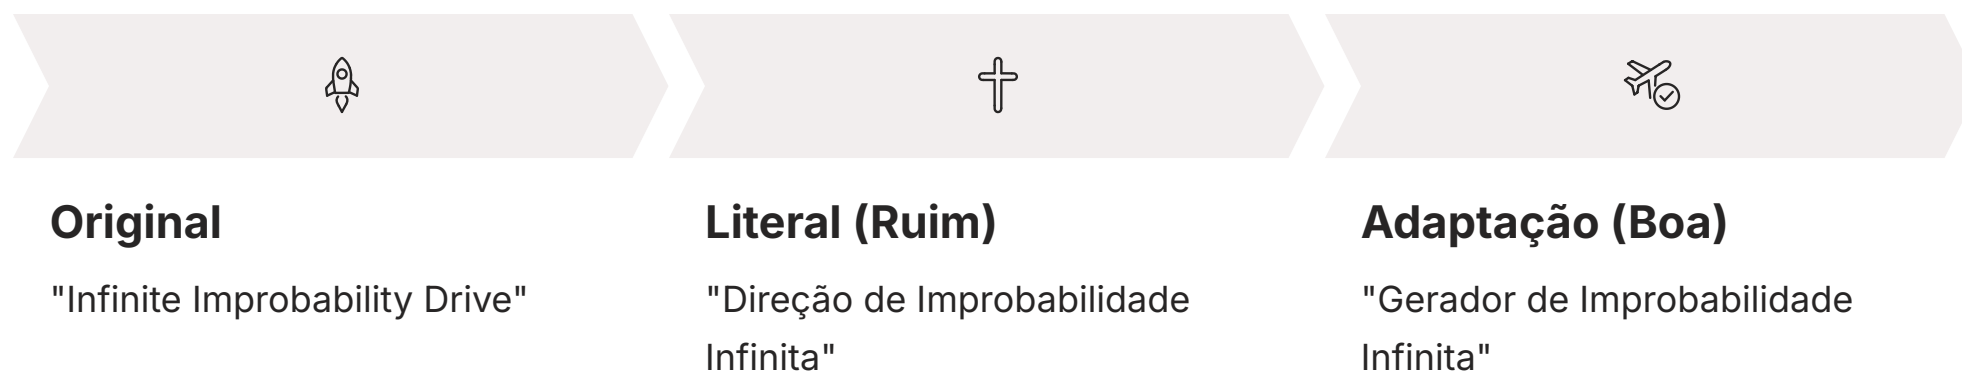 Original
"Infinite Improbability Drive"
Literal (Ruim)
"Direção de Improbabilidade
Infinita"
Adaptação (Boa)
"Gerador de Improbabilidade
Infinita"